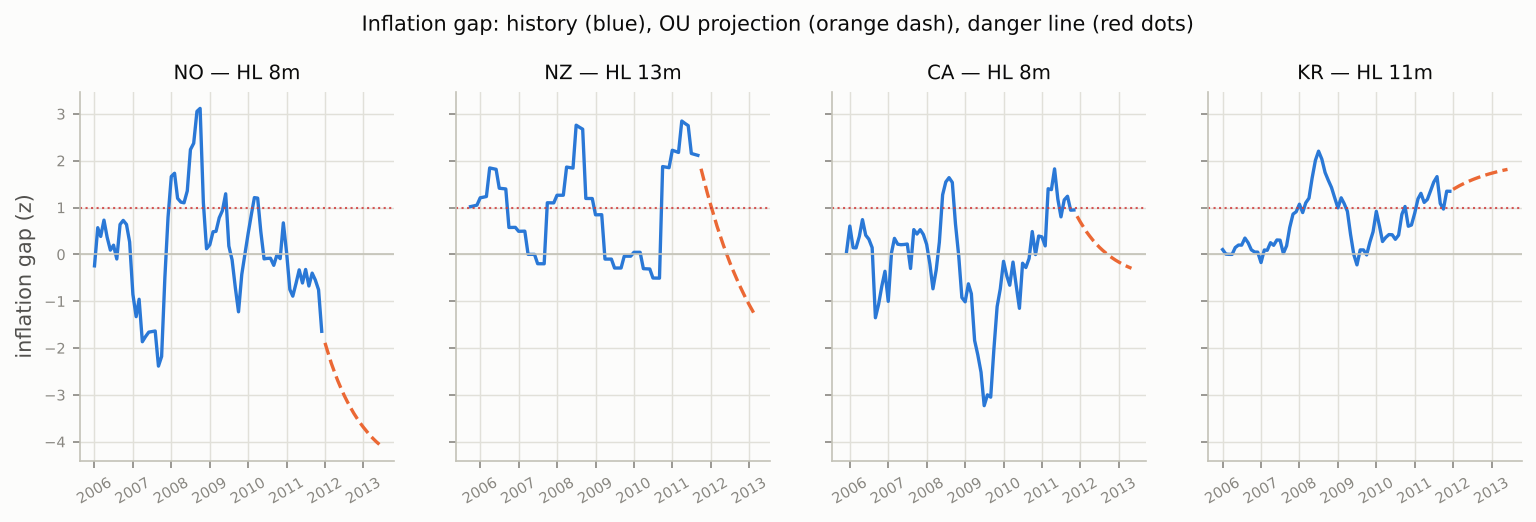 Inflation gap: history (blue), OU projection (orange dash), danger line (red dots)
NO — HL 8m
NZ — HL 13m
CA — HL 8m
KR — HL 11m
inflation gap (z)
3
2
1
0
−1
−2
−3
−4
2006 2007 2008 2009 2010 2011 2012 2013
2006 2007 2008 2009 2010 2011 2012 2013
2006 2007 2008 2009 2010 2011 2012 2013
2006 2007 2008 2009 2010 2011 2012 2013